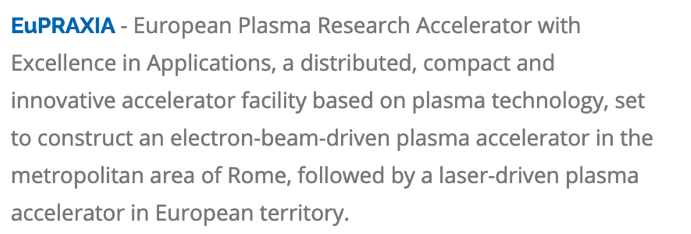 EuPRAXIA - European Plasma Research Accelerator with
Excellence in Applications, a distributed, compact and
innovative accelerator facility based on plasma technology, set
to construct an electron-beam-driven plasma accelerator in the
metropolitan area of Rome, followed by a laser-driven plasma
accelerator in European territory.